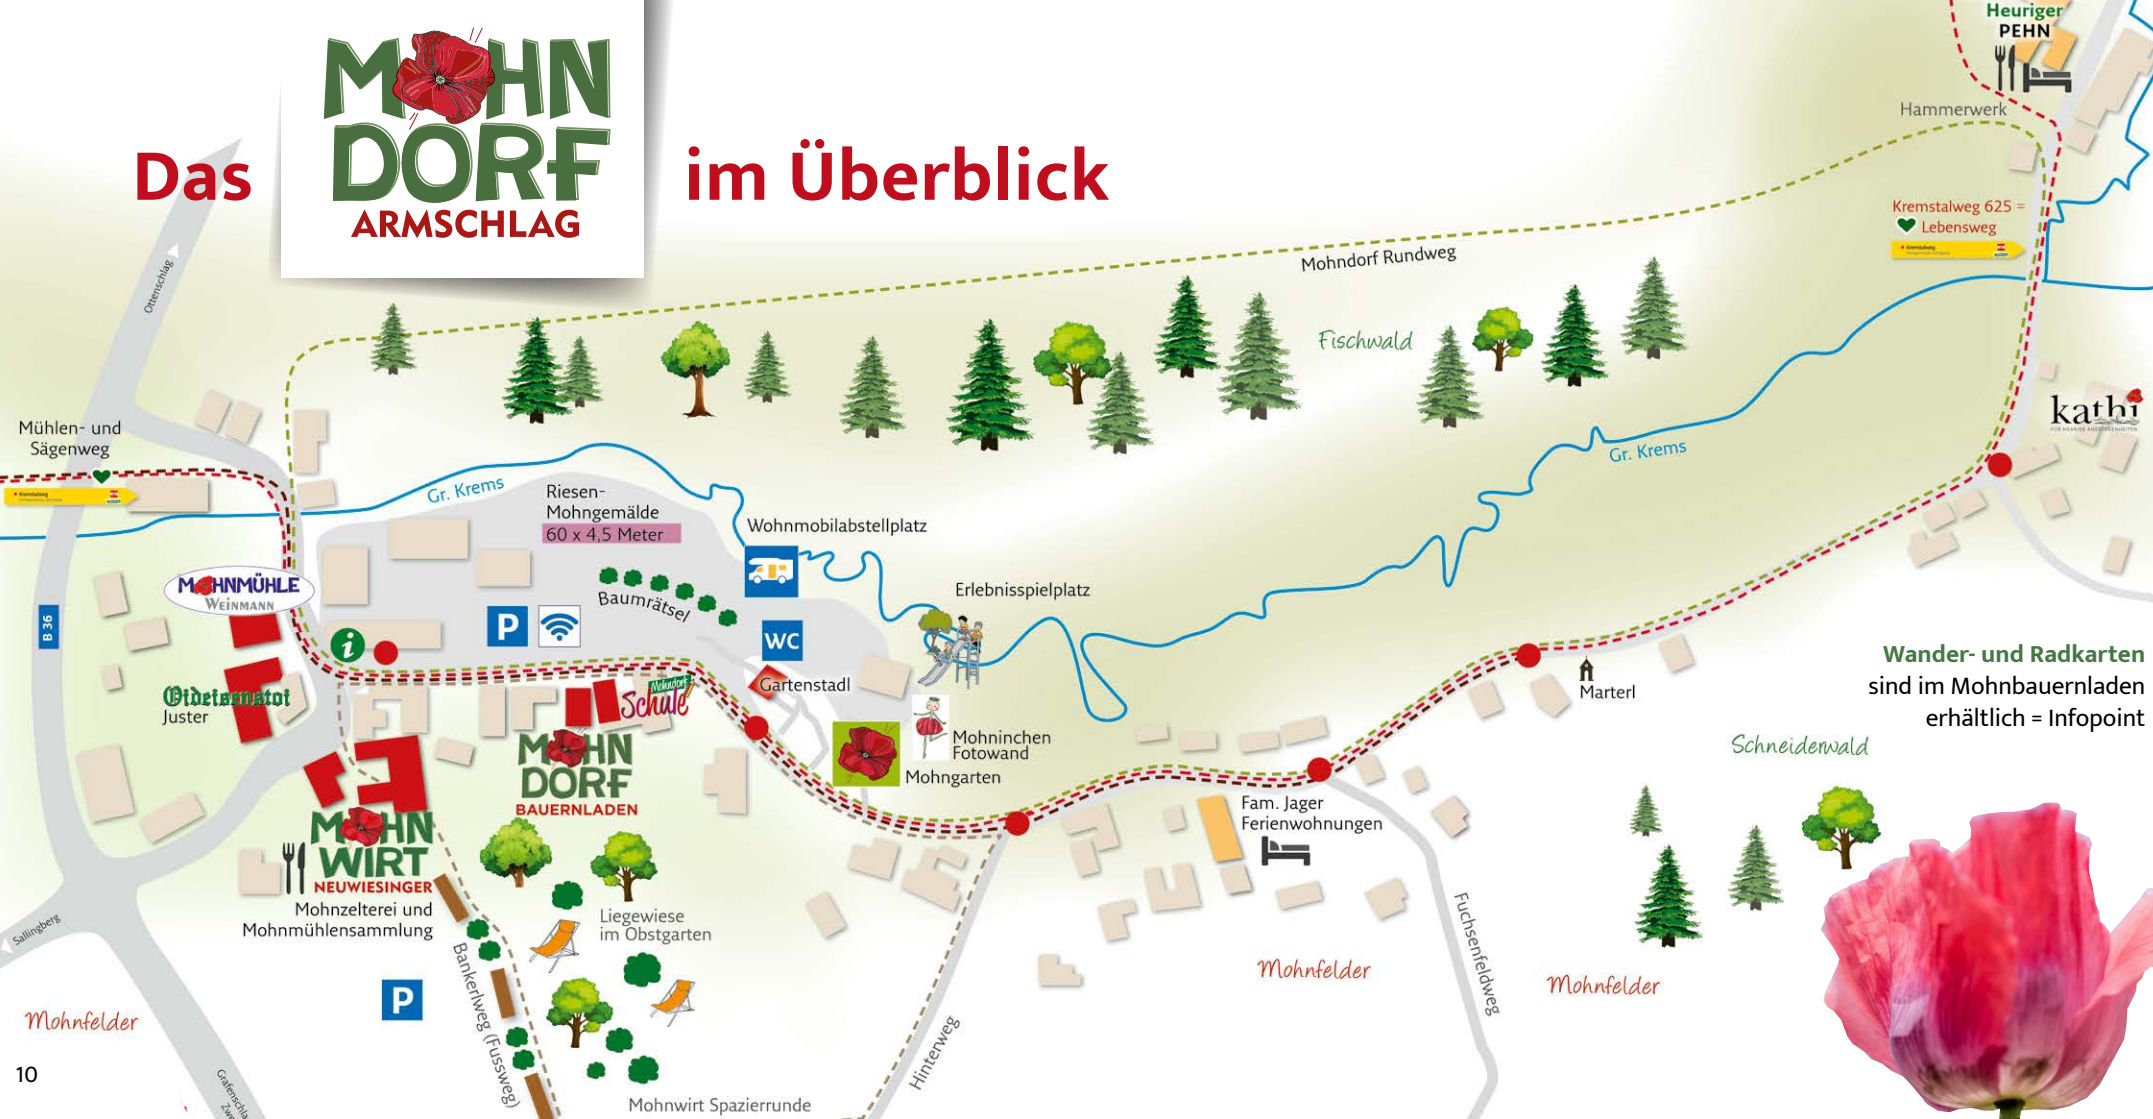 Das
MOHN
DORF
ARMSCHLAG
im Überblick
Heuriger
PEHN
Hammerwerk
Kremstalweg 625 =
Lebensweg
Kremstalweg
Mohndorf Rundweg
Fischwald
Ottenschlag
Mühlen- und
Sägenweg
Kremstalweg
Gr. Krems
Gr. Krems
kathi
Riesen-
Mohngemälde
60 x 4,5 Meter
Wohnmobilabstellplatz
Erlebnisspielplatz
Baumrätsel
MOHNMÜHLE
WEINMANN
B 36
i
P
WC
Gartenstadl
Mohndorf
Schule
Juster
Mohninchen
Fotowand
Mohngarten
MOHN
DORF
BAUERNLADEN
Marterl
Wander- und Radkarten
sind im Mohnbauernladen
erhältlich = Infopoint
Schneiderwald
Fam. Jager
Ferienwohnungen
MOHN
WIRT
NEUWIESINGER
Mohnzelterei und
Mohnmühlensammlung
Liegewiese
im Obstgarten
Sallingberg
P
Bankerlweg (Fussweg)
Mohnfelder
Mohnfelder
Mohnfelder
Fuchsenfeldweg
Hinterweg
Mohnwirt Spazierrunde
10